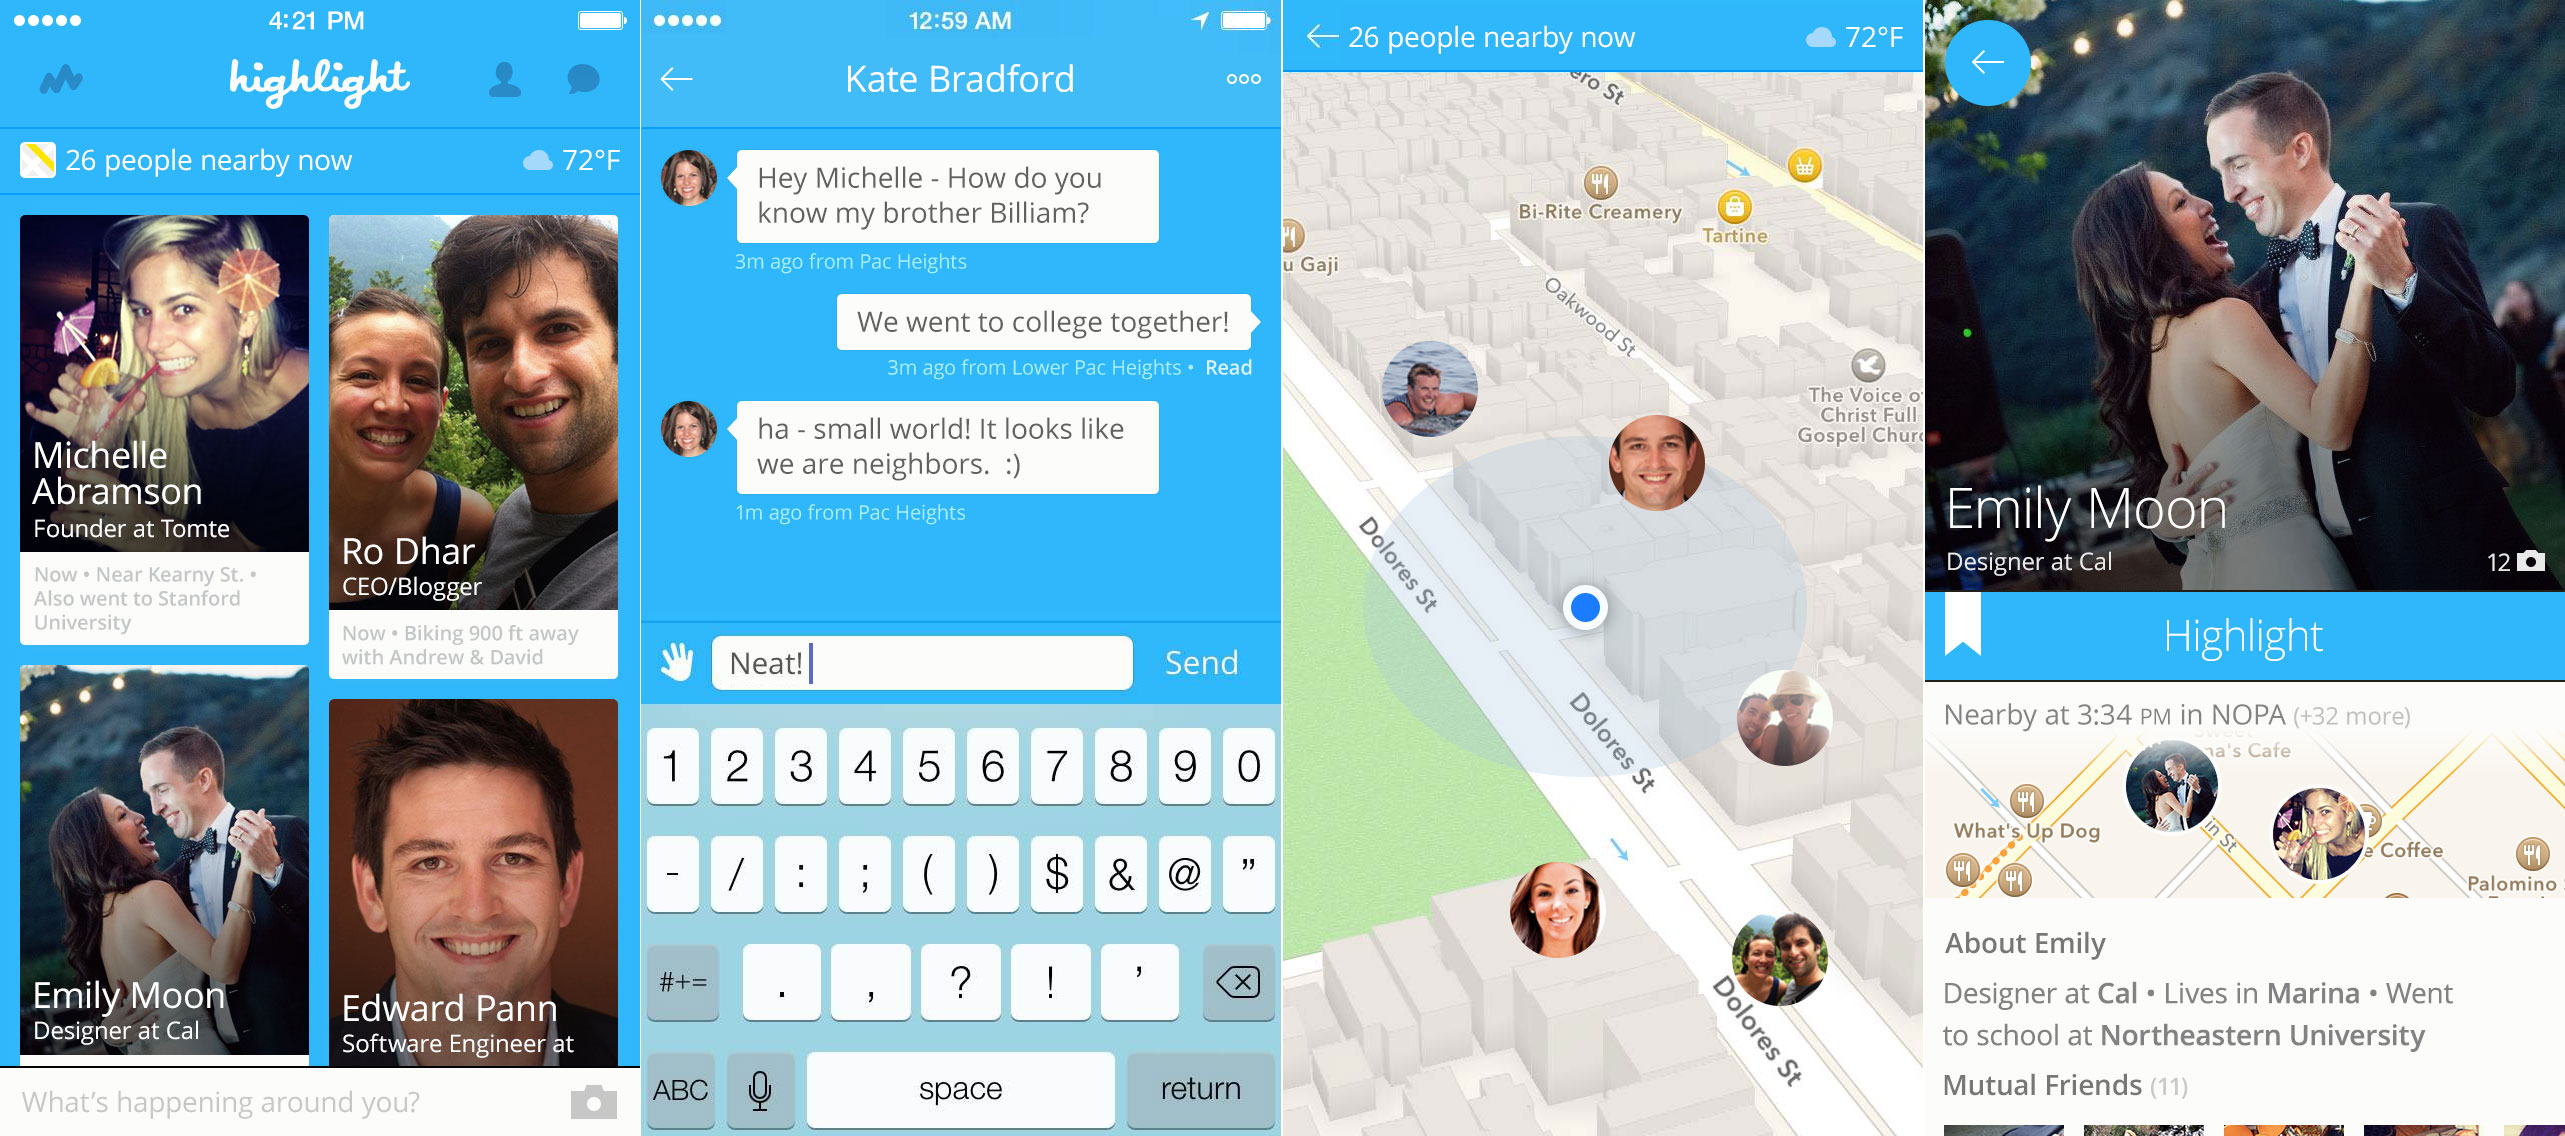 4:21 PM
highlight
26 people nearby now
72°F
Michelle
Abramson
Founder at Tomte
Now • Near Kearny St. •
Also went to Stanford
University
Ro Dhar
CEO/Blogger
Now • Biking 900 ft away
with Andrew & David
Emily Moon
Designer at Cal
Edward Pann
Software Engineer at
What's happening around you?
12:59 AM
Kate Bradford
Hey Michelle - How do you
know my brother Billiam?
3m ago from Pac Heights
We went to college together!
3m ago from Lower Pac Heights • Read
ha - small world! It looks like
we are neighbors. :)
1m ago from Pac Heights
Neat!
Send
1 2 3 4 5 6 7 8 9 0
- / : ; ( ) $ & @ ”
#+= . , ? ! ’
ABC space return
26 people nearby now
72°F
ero St
Bi-Rite Creamery
Tartine
u Gaji
Oakwood St
The Voice of
Christ Full
Gospel Churc
Dolores St
Dolores St
Dolores St
Emily Moon
Designer at Cal
12
Highlight
Nearby at 3:34 PM in NOPA (+32 more)
na's Cafe
What's Up Dog
in St
e Coffee
Palomino
About Emily
Designer at Cal • Lives in Marina • Went
to school at Northeastern University
Mutual Friends (11)